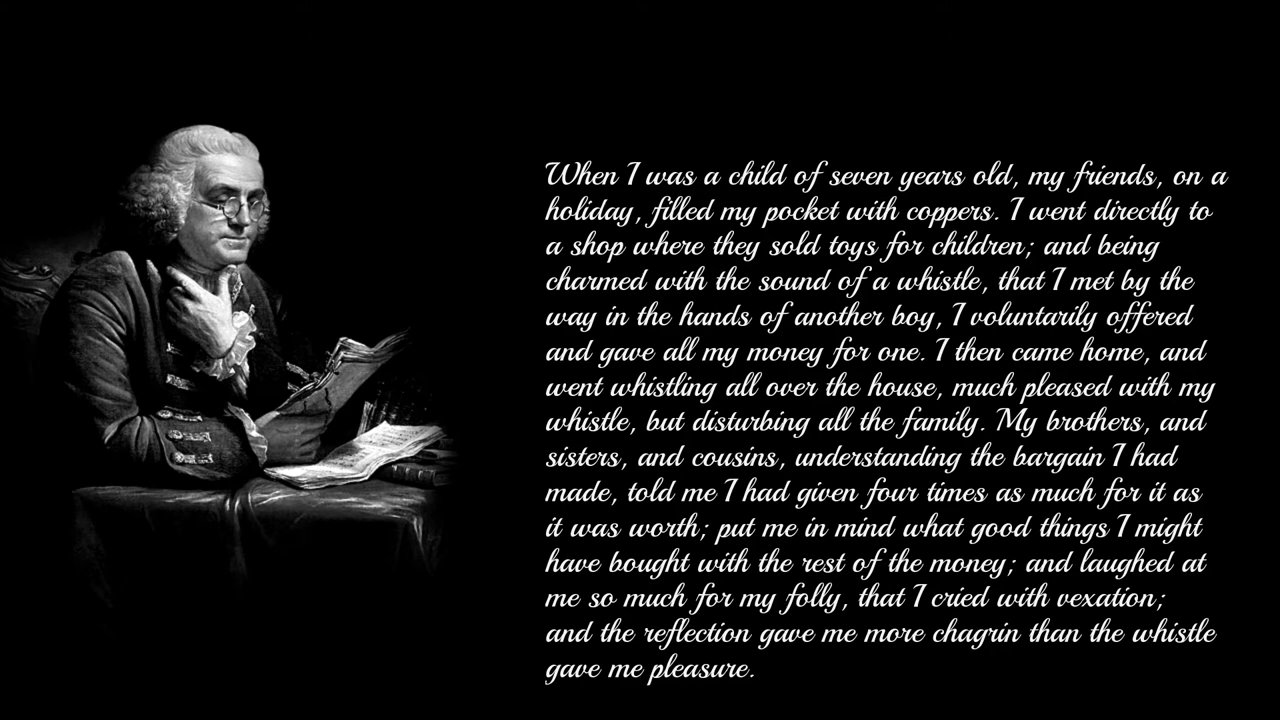 When I was a child of seven years old, my friends, on a
holiday, filled my pocket with coppers. I went directly to
a shop where they sold toys for children; and being
charmed with the sound of a whistle, that I met by the
way in the hands of another boy, I voluntarily offered
and gave all my money for one. I then came home, and
went whistling all over the house, much pleased with my
whistle, but disturbing all the family. My brothers, and
sisters, and cousins, understanding the bargain I had
made, told me I had given four times as much for it as
it was worth; put me in mind what good things I might
have bought with the rest of the money; and laughed at
me so much for my folly, that I cried with vexation;
and the reflection gave me more chagrin than the whistle
gave me pleasure.